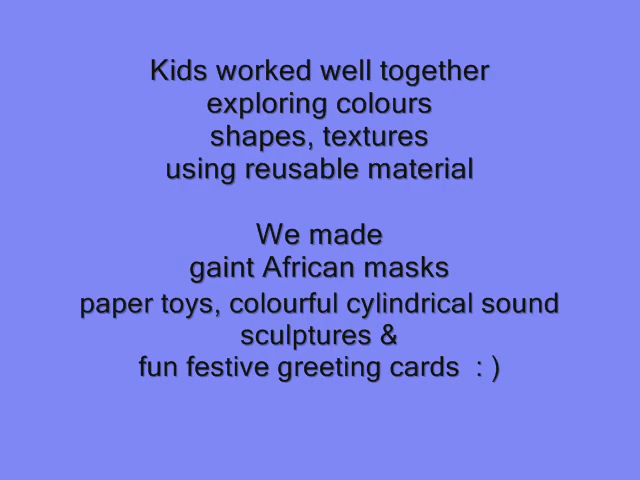 Kids worked well together
exploring colours
shapes, textures
using reusable material
We made
gaint African masks
paper toys, colourful cylindrical sound
sculptures &
fun festive greeting cards  : )